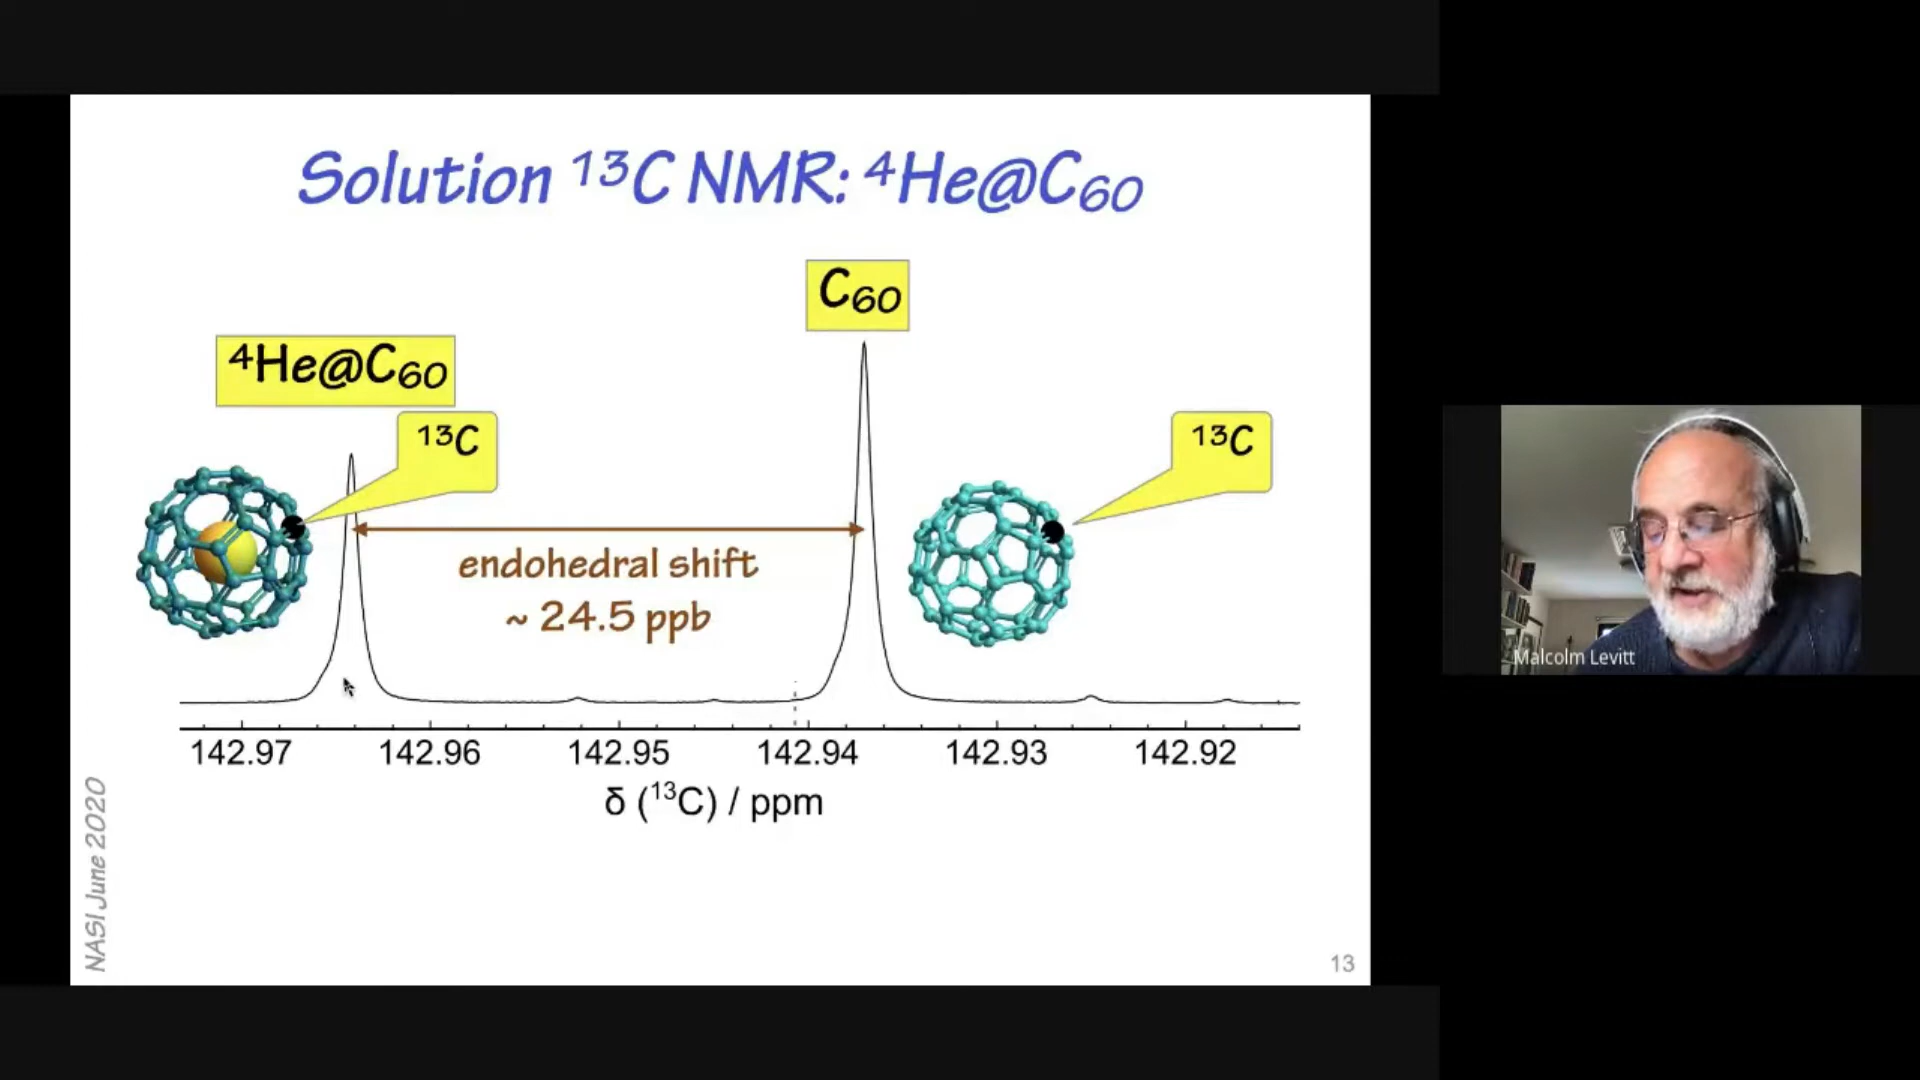 Solution ¹³C NMR: ⁴He@C₆₀
C₆₀
⁴He@C₆₀
¹³C
¹³C
endohedral shift
~ 24.5 ppb
142.97 142.96 142.95 142.94 142.93 142.92
δ (¹³C) / ppm
NASI June 2020
13
Malcolm Levitt